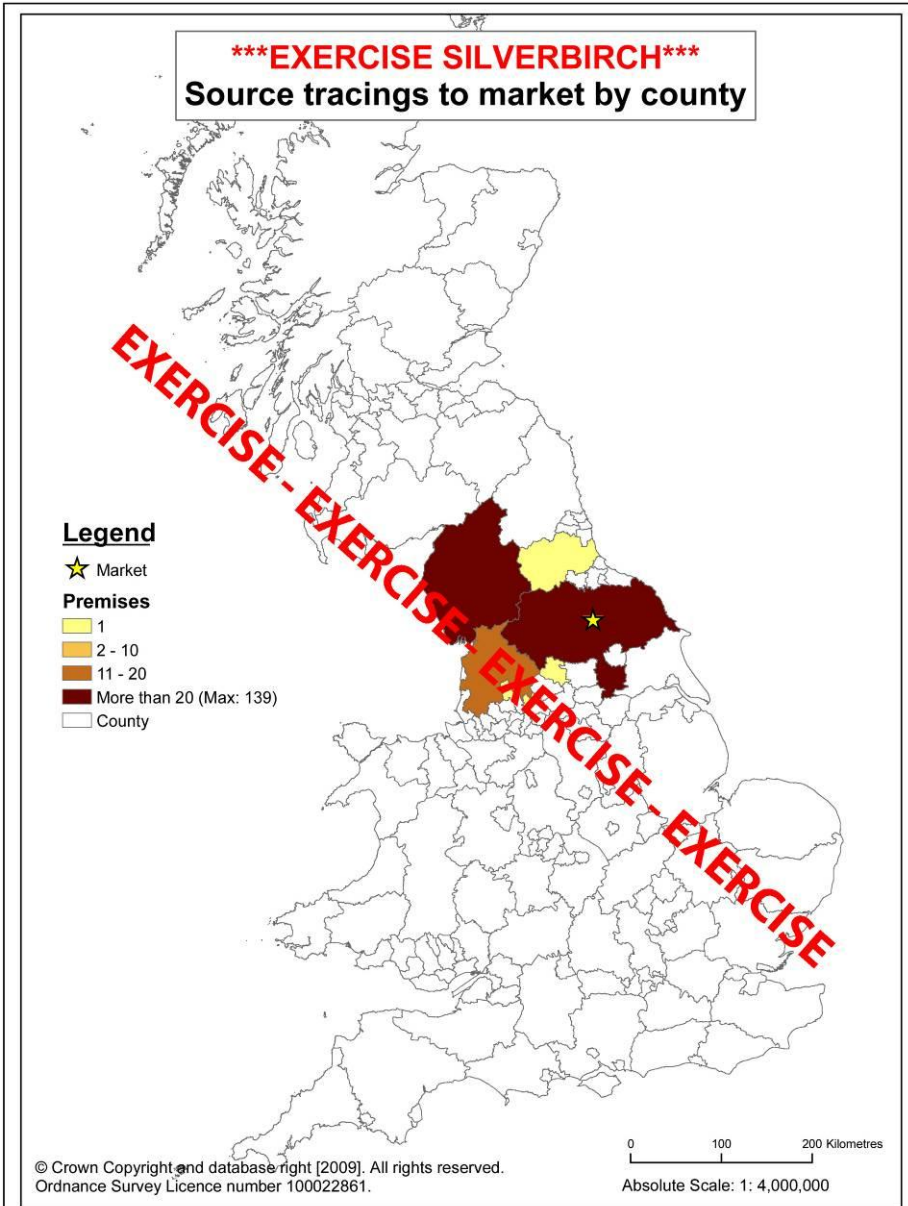 ***EXERCISE SILVERBIRCH***
Source tracings to market by county
EXERCISE - EXERCISE - EXERCISE - EXERCISE
Legend
Market
Premises
1
2 - 10
11 - 20
More than 20 (Max: 139)
County
0 100 200 Kilometres
© Crown Copyright and database right [2009]. All rights reserved.
Ordnance Survey Licence number 100022861.
Absolute Scale: 1: 4,000,000